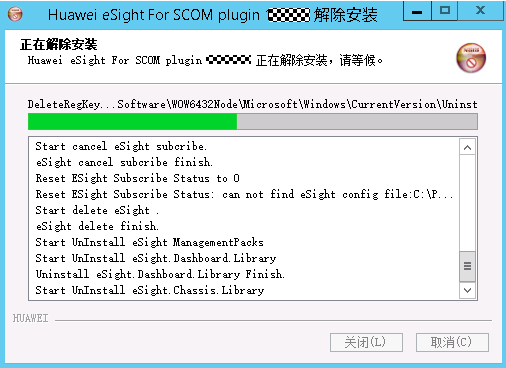 Huawei eSight For SCOM plugin 解除安装
正在解除安装
Huawei eSight For SCOM plugin 正在解除安装，请等候。
DeleteRegKey...Software\WOW6432Node\Microsoft\Windows\CurrentVersion\Uninst
Start cancel eSight subcribe.
eSight cancel subcribe finish.
Reset ESight Subscribe Status to 0
Reset ESight Subscribe Status: can not find eSight config file:C:\P...
Start delete eSight .
eSight delete finish.
Start UnInstall eSight ManagementPacks
Start UnInstall eSight.Dashboard.Library
Uninstall eSight.Dashboard.Library Finish.
Start UnInstall eSight.Chassis.Library
HUAWEI
关闭(L)
取消(C)